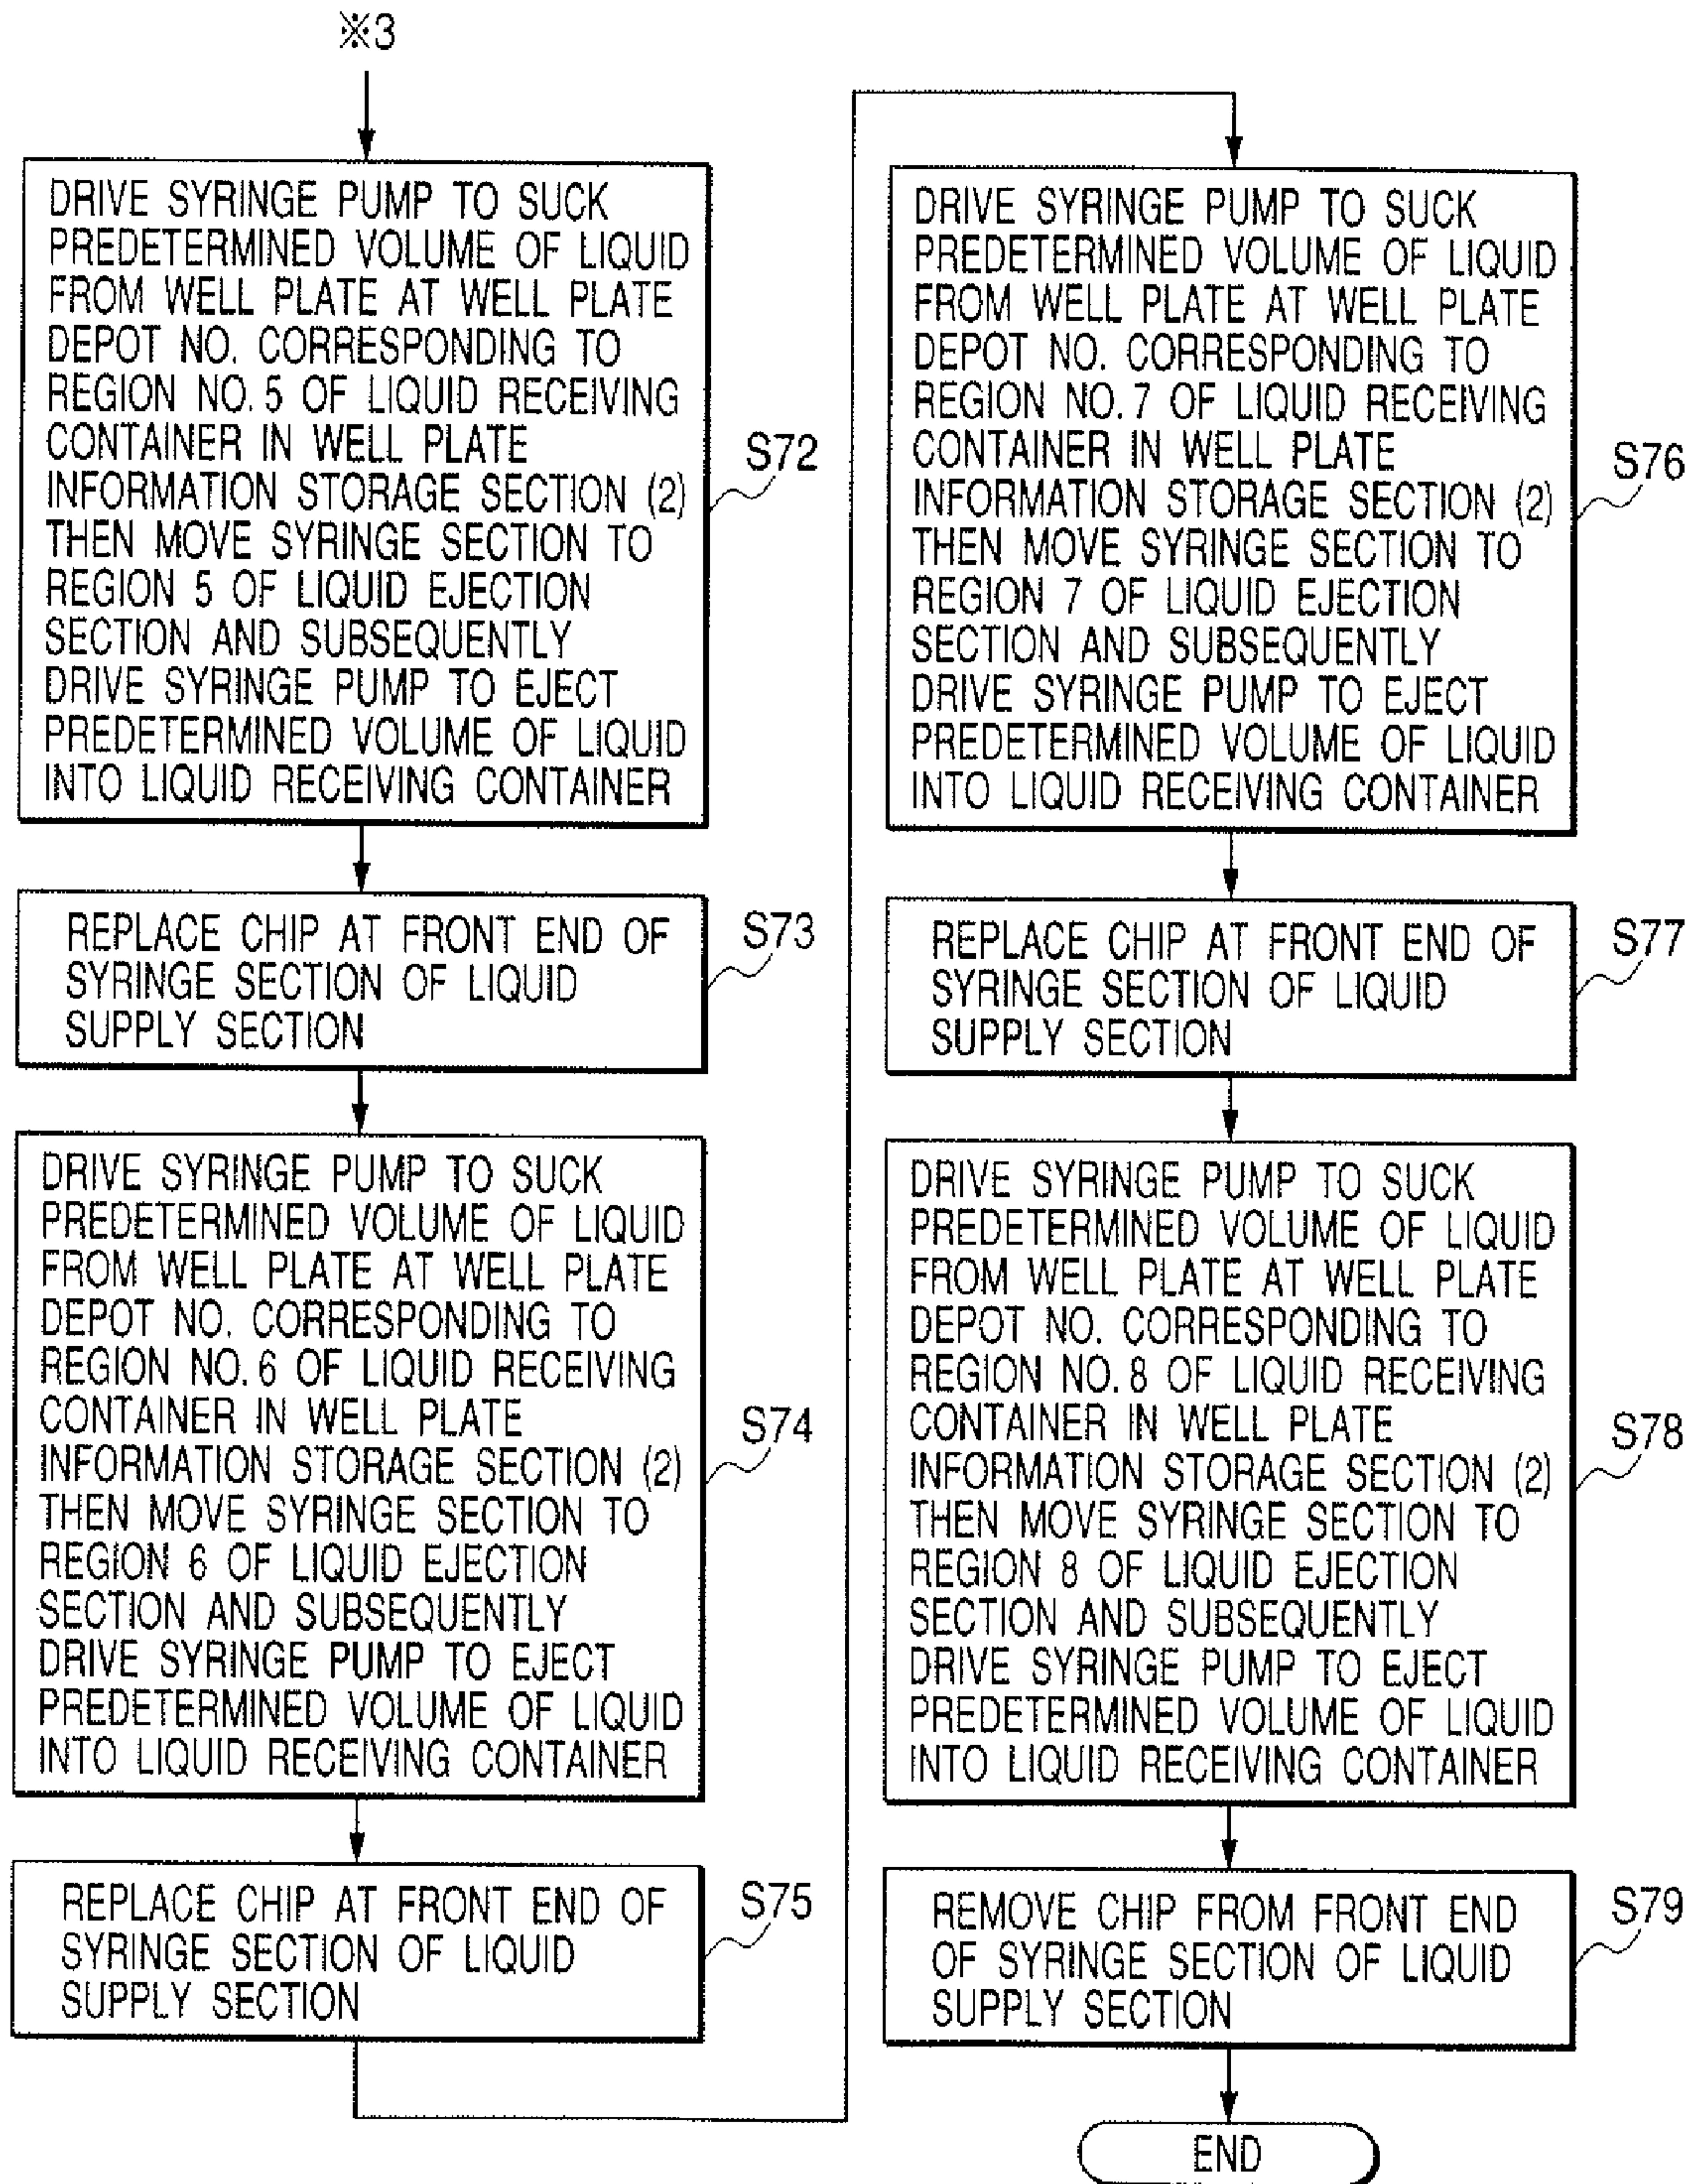 ※3
DRIVE SYRINGE PUMP TO SUCK
PREDETERMINED VOLUME OF LIQUID
FROM WELL PLATE AT WELL PLATE
DEPOT NO. CORRESPONDING TO
REGION NO. 5 OF LIQUID RECEIVING
CONTAINER IN WELL PLATE
INFORMATION STORAGE SECTION (2)
THEN MOVE SYRINGE SECTION TO
REGION 5 OF LIQUID EJECTION
SECTION AND SUBSEQUENTLY
DRIVE SYRINGE PUMP TO EJECT
PREDETERMINED VOLUME OF LIQUID
INTO LIQUID RECEIVING CONTAINER
S72
REPLACE CHIP AT FRONT END OF
SYRINGE SECTION OF LIQUID
SUPPLY SECTION
S73
DRIVE SYRINGE PUMP TO SUCK
PREDETERMINED VOLUME OF LIQUID
FROM WELL PLATE AT WELL PLATE
DEPOT NO. CORRESPONDING TO
REGION NO. 6 OF LIQUID RECEIVING
CONTAINER IN WELL PLATE
INFORMATION STORAGE SECTION (2)
THEN MOVE SYRINGE SECTION TO
REGION 6 OF LIQUID EJECTION
SECTION AND SUBSEQUENTLY
DRIVE SYRINGE PUMP TO EJECT
PREDETERMINED VOLUME OF LIQUID
INTO LIQUID RECEIVING CONTAINER
S74
REPLACE CHIP AT FRONT END OF
SYRINGE SECTION OF LIQUID
SUPPLY SECTION
S75
DRIVE SYRINGE PUMP TO SUCK
PREDETERMINED VOLUME OF LIQUID
FROM WELL PLATE AT WELL PLATE
DEPOT NO. CORRESPONDING TO
REGION NO. 7 OF LIQUID RECEIVING
CONTAINER IN WELL PLATE
INFORMATION STORAGE SECTION (2)
THEN MOVE SYRINGE SECTION TO
REGION 7 OF LIQUID EJECTION
SECTION AND SUBSEQUENTLY
DRIVE SYRINGE PUMP TO EJECT
PREDETERMINED VOLUME OF LIQUID
INTO LIQUID RECEIVING CONTAINER
S76
REPLACE CHIP AT FRONT END OF
SYRINGE SECTION OF LIQUID
SUPPLY SECTION
S77
DRIVE SYRINGE PUMP TO SUCK
PREDETERMINED VOLUME OF LIQUID
FROM WELL PLATE AT WELL PLATE
DEPOT NO. CORRESPONDING TO
REGION NO. 8 OF LIQUID RECEIVING
CONTAINER IN WELL PLATE
INFORMATION STORAGE SECTION (2)
THEN MOVE SYRINGE SECTION TO
REGION 8 OF LIQUID EJECTION
SECTION AND SUBSEQUENTLY
DRIVE SYRINGE PUMP TO EJECT
PREDETERMINED VOLUME OF LIQUID
INTO LIQUID RECEIVING CONTAINER
S78
REMOVE CHIP FROM FRONT END
OF SYRINGE SECTION OF LIQUID
SUPPLY SECTION
S79
END